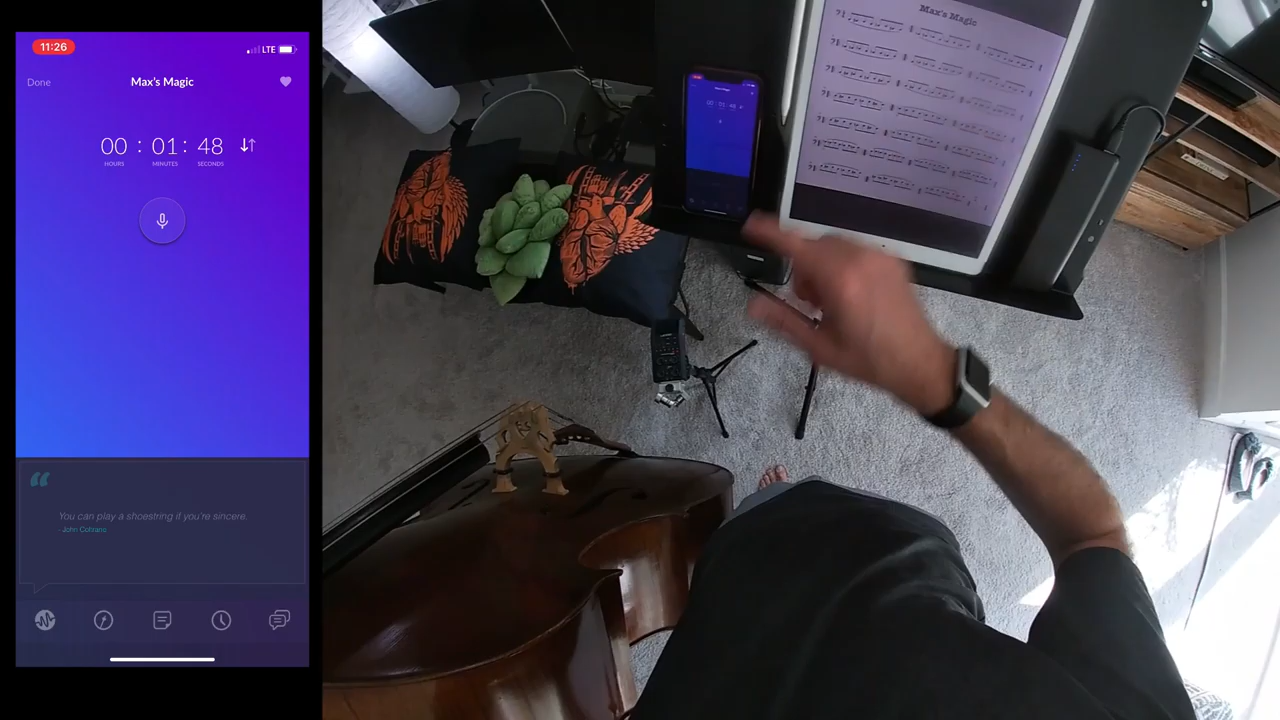 11:26
LTE
Done
Max's Magic
00 : 01 : 48
HOURS
MINUTES
SECONDS
You can play a shoestring if you're sincere.
- John Coltrane
Max's Magic